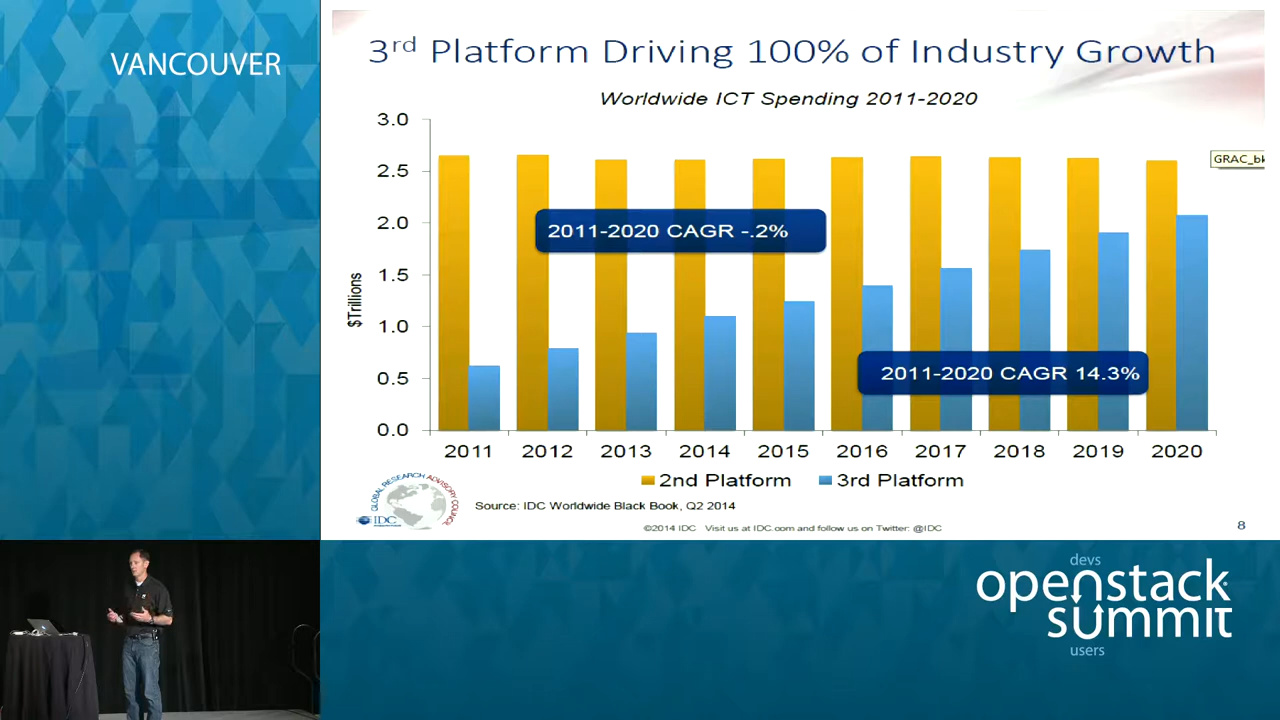 VANCOUVER
3rd Platform Driving 100% of Industry Growth
Worldwide ICT Spending 2011-2020
GRAC_bk
3.0
2.5
2.0
1.5
1.0
0.5
0.0
$Trillions
2011-2020 CAGR -.2%
2011-2020 CAGR 14.3%
2011 2012 2013 2014 2015 2016 2017 2018 2019 2020
2nd Platform 3rd Platform
GLOBAL RESEARCH ADVISORY COUNCIL
IDC
Source: IDC Worldwide Black Book, Q2 2014
©2014 IDC Visit us at IDC.com and follow us on Twitter: @IDC
8
devs
openstack
summit
users